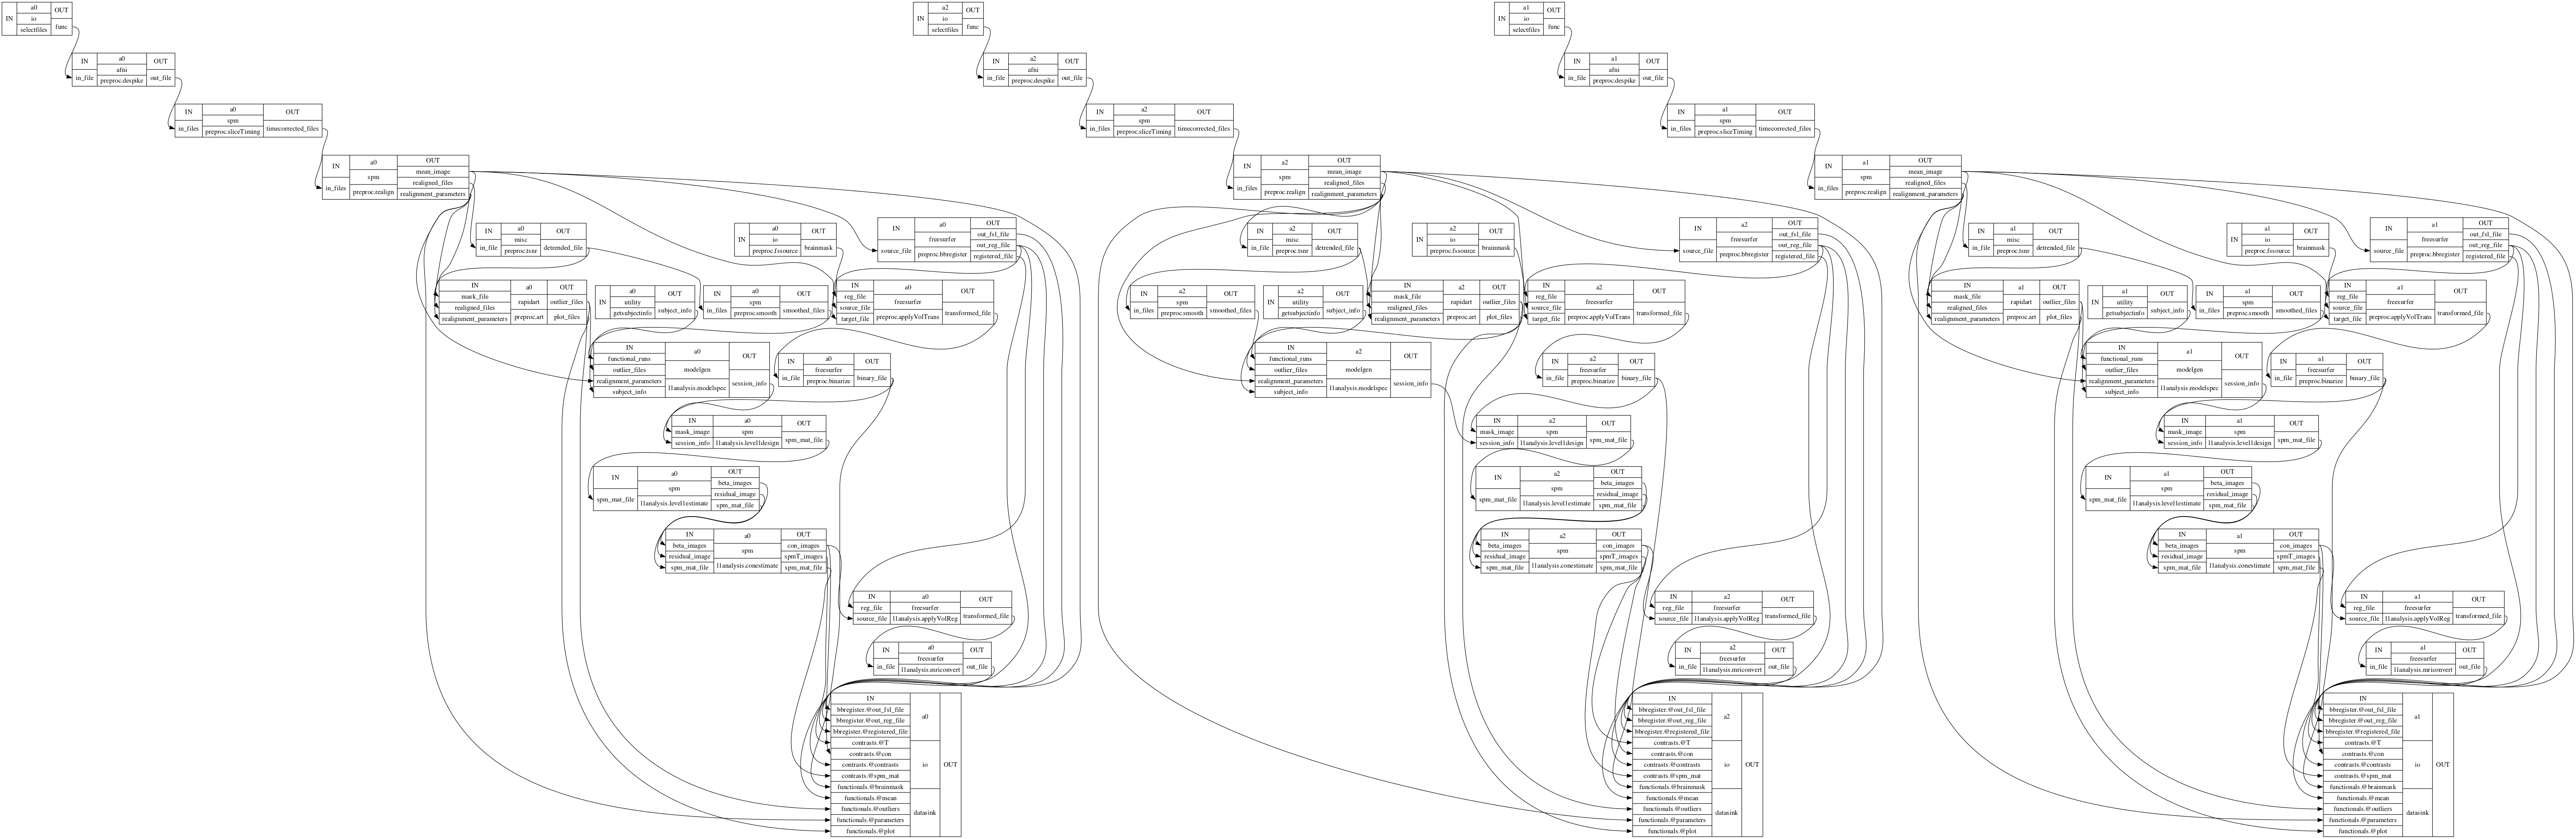 IN
a0
io
selectfiles
OUT
func
IN
in_file
a0
afni
preproc.despike
OUT
out_file
IN
in_files
a0
spm
preproc.sliceTiming
OUT
timecorrected_files
IN
in_files
a0
spm
preproc.realign
OUT
mean_image
realigned_files
realignment_parameters
IN
in_file
a0
misc
preproc.tsnr
OUT
detrended_file
IN
a0
io
preproc.fssource
OUT
brainmask
IN
source_file
a0
freesurfer
preproc.bbregister
OUT
out_fsl_file
out_reg_file
registered_file
IN
mask_file
realigned_files
realignment_parameters
a0
rapidart
preproc.art
OUT
outlier_files
plot_files
IN
a0
utility
getsubjectinfo
OUT
subject_info
IN
in_files
a0
spm
preproc.smooth
OUT
smoothed_files
IN
reg_file
source_file
target_file
a0
freesurfer
preproc.applyVolTrans
OUT
transformed_file
IN
functional_runs
outlier_files
realignment_parameters
subject_info
a0
modelgen
l1analysis.modelspec
OUT
session_info
IN
in_file
a0
freesurfer
preproc.binarize
OUT
binary_file
IN
mask_image
session_info
a0
spm
l1analysis.level1design
OUT
spm_mat_file
IN
spm_mat_file
a0
spm
l1analysis.level1estimate
OUT
beta_images
residual_image
spm_mat_file
IN
beta_images
residual_image
spm_mat_file
a0
spm
l1analysis.conestimate
OUT
con_images
spmT_images
spm_mat_file
IN
reg_file
source_file
a0
freesurfer
l1analysis.applyVolReg
OUT
transformed_file
IN
in_file
a0
freesurfer
l1analysis.mriconvert
OUT
out_file
IN
bbregister.@out_fsl_file
bbregister.@out_reg_file
bbregister.@registered_file
contrasts.@T
contrasts.@con
contrasts.@contrasts
contrasts.@spm_mat
functionals.@brainmask
functionals.@mean
functionals.@outliers
functionals.@parameters
functionals.@plot
a0
io
datasink
OUT
IN
a2
io
selectfiles
OUT
func
IN
in_file
a2
afni
preproc.despike
OUT
out_file
IN
in_files
a2
spm
preproc.sliceTiming
OUT
timecorrected_files
IN
in_files
a2
spm
preproc.realign
OUT
mean_image
realigned_files
realignment_parameters
IN
in_file
a2
misc
preproc.tsnr
OUT
detrended_file
IN
a2
io
preproc.fssource
OUT
brainmask
IN
source_file
a2
freesurfer
preproc.bbregister
OUT
out_fsl_file
out_reg_file
registered_file
IN
in_files
a2
spm
preproc.smooth
OUT
smoothed_files
IN
a2
utility
getsubjectinfo
OUT
subject_info
IN
mask_file
realigned_files
realignment_parameters
a2
rapidart
preproc.art
OUT
outlier_files
plot_files
IN
reg_file
source_file
target_file
a2
freesurfer
preproc.applyVolTrans
OUT
transformed_file
IN
functional_runs
outlier_files
realignment_parameters
subject_info
a2
modelgen
l1analysis.modelspec
OUT
session_info
IN
in_file
a2
freesurfer
preproc.binarize
OUT
binary_file
IN
mask_image
session_info
a2
spm
l1analysis.level1design
OUT
spm_mat_file
IN
spm_mat_file
a2
spm
l1analysis.level1estimate
OUT
beta_images
residual_image
spm_mat_file
IN
beta_images
residual_image
spm_mat_file
a2
spm
l1analysis.conestimate
OUT
con_images
spmT_images
spm_mat_file
IN
reg_file
source_file
a2
freesurfer
l1analysis.applyVolReg
OUT
transformed_file
IN
in_file
a2
freesurfer
l1analysis.mriconvert
OUT
out_file
IN
bbregister.@out_fsl_file
bbregister.@out_reg_file
bbregister.@registered_file
contrasts.@T
contrasts.@con
contrasts.@contrasts
contrasts.@spm_mat
functionals.@brainmask
functionals.@mean
functionals.@outliers
functionals.@parameters
functionals.@plot
a2
io
datasink
OUT
IN
a1
io
selectfiles
OUT
func
IN
in_file
a1
afni
preproc.despike
OUT
out_file
IN
in_files
a1
spm
preproc.sliceTiming
OUT
timecorrected_files
IN
in_files
a1
spm
preproc.realign
OUT
mean_image
realigned_files
realignment_parameters
IN
in_file
a1
misc
preproc.tsnr
OUT
detrended_file
IN
a1
io
preproc.fssource
OUT
brainmask
IN
source_file
a1
freesurfer
preproc.bbregister
OUT
out_fsl_file
out_reg_file
registered_file
IN
mask_file
realigned_files
realignment_parameters
a1
rapidart
preproc.art
OUT
outlier_files
plot_files
IN
a1
utility
getsubjectinfo
OUT
subject_info
IN
in_files
a1
spm
preproc.smooth
OUT
smoothed_files
IN
reg_file
source_file
target_file
a1
freesurfer
preproc.applyVolTrans
OUT
transformed_file
IN
functional_runs
outlier_files
realignment_parameters
subject_info
a1
modelgen
l1analysis.modelspec
OUT
session_info
IN
in_file
a1
freesurfer
preproc.binarize
OUT
binary_file
IN
mask_image
session_info
a1
spm
l1analysis.level1design
OUT
spm_mat_file
IN
spm_mat_file
a1
spm
l1analysis.level1estimate
OUT
beta_images
residual_image
spm_mat_file
IN
beta_images
residual_image
spm_mat_file
a1
spm
l1analysis.conestimate
OUT
con_images
spmT_images
spm_mat_file
IN
reg_file
source_file
a1
freesurfer
l1analysis.applyVolReg
OUT
transformed_file
IN
in_file
a1
freesurfer
l1analysis.mriconvert
OUT
out_file
IN
bbregister.@out_fsl_file
bbregister.@out_reg_file
bbregister.@registered_file
contrasts.@T
contrasts.@con
contrasts.@contrasts
contrasts.@spm_mat
functionals.@brainmask
functionals.@mean
functionals.@outliers
functionals.@parameters
functionals.@plot
a1
io
datasink
OUT